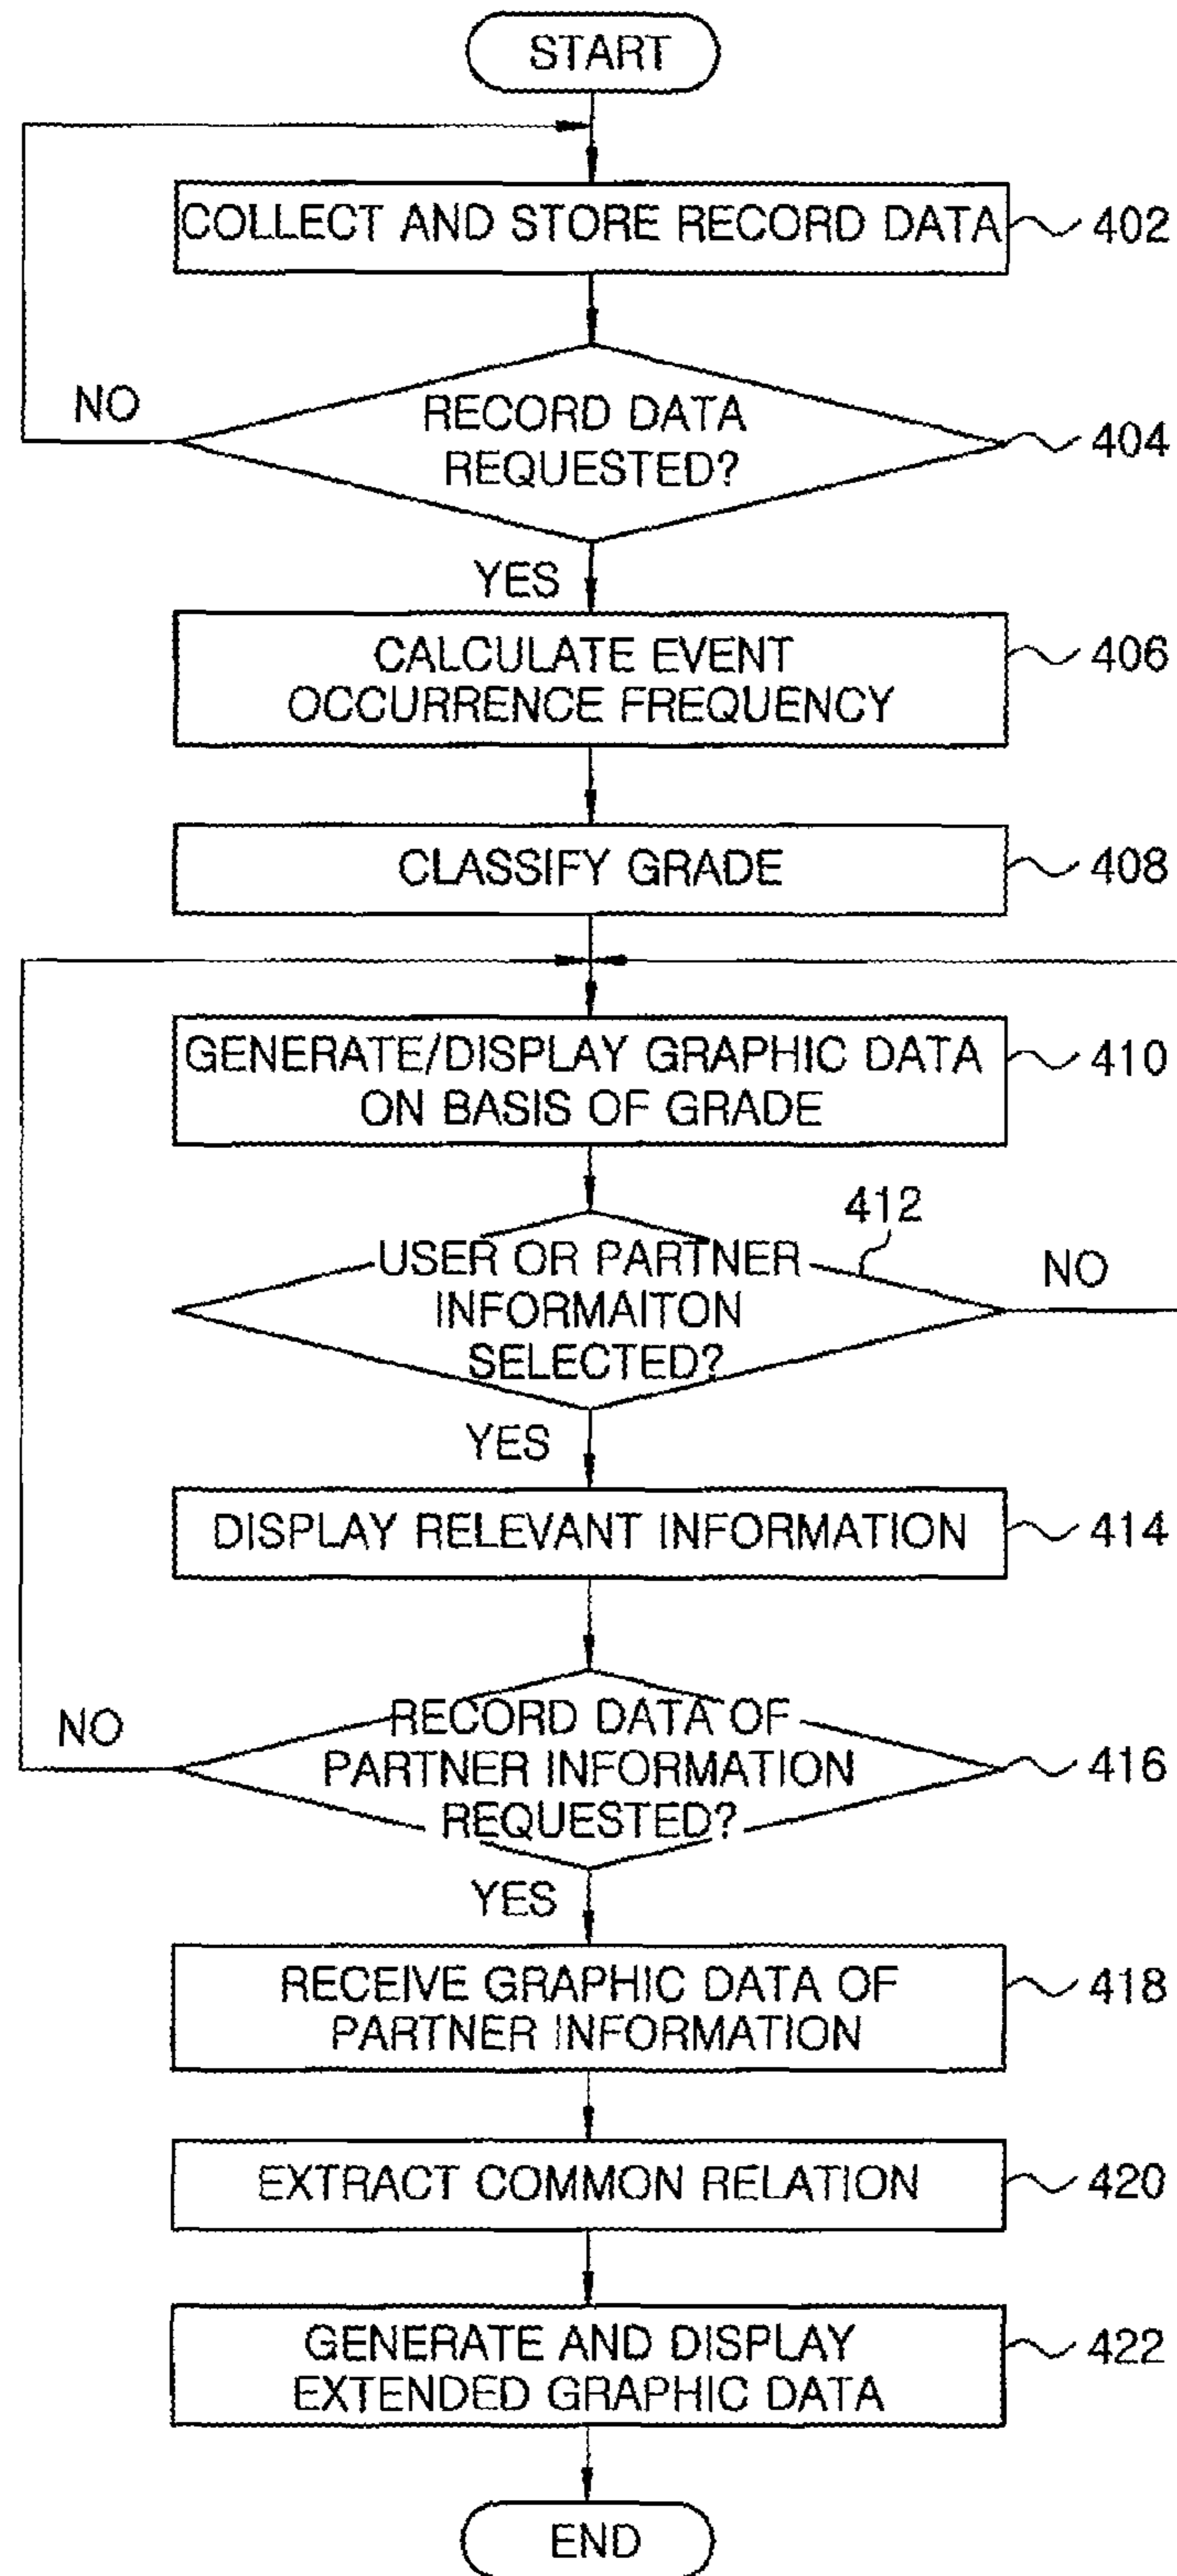 START
COLLECT AND STORE RECORD DATA
402
NO
RECORD DATA
REQUESTED?
404
YES
CALCULATE EVENT
OCCURRENCE FREQUENCY
406
CLASSIFY GRADE
408
GENERATE/DISPLAY GRAPHIC DATA
ON BASIS OF GRADE
410
412
USER OR PARTNER
INFORMAITON
SELECTED?
NO
YES
DISPLAY RELEVANT INFORMATION
414
NO
RECORD DATA OF
PARTNER INFORMATION
REQUESTED?
416
YES
RECEIVE GRAPHIC DATA OF
PARTNER INFORMATION
418
EXTRACT COMMON RELATION
420
GENERATE AND DISPLAY
EXTENDED GRAPHIC DATA
422
END